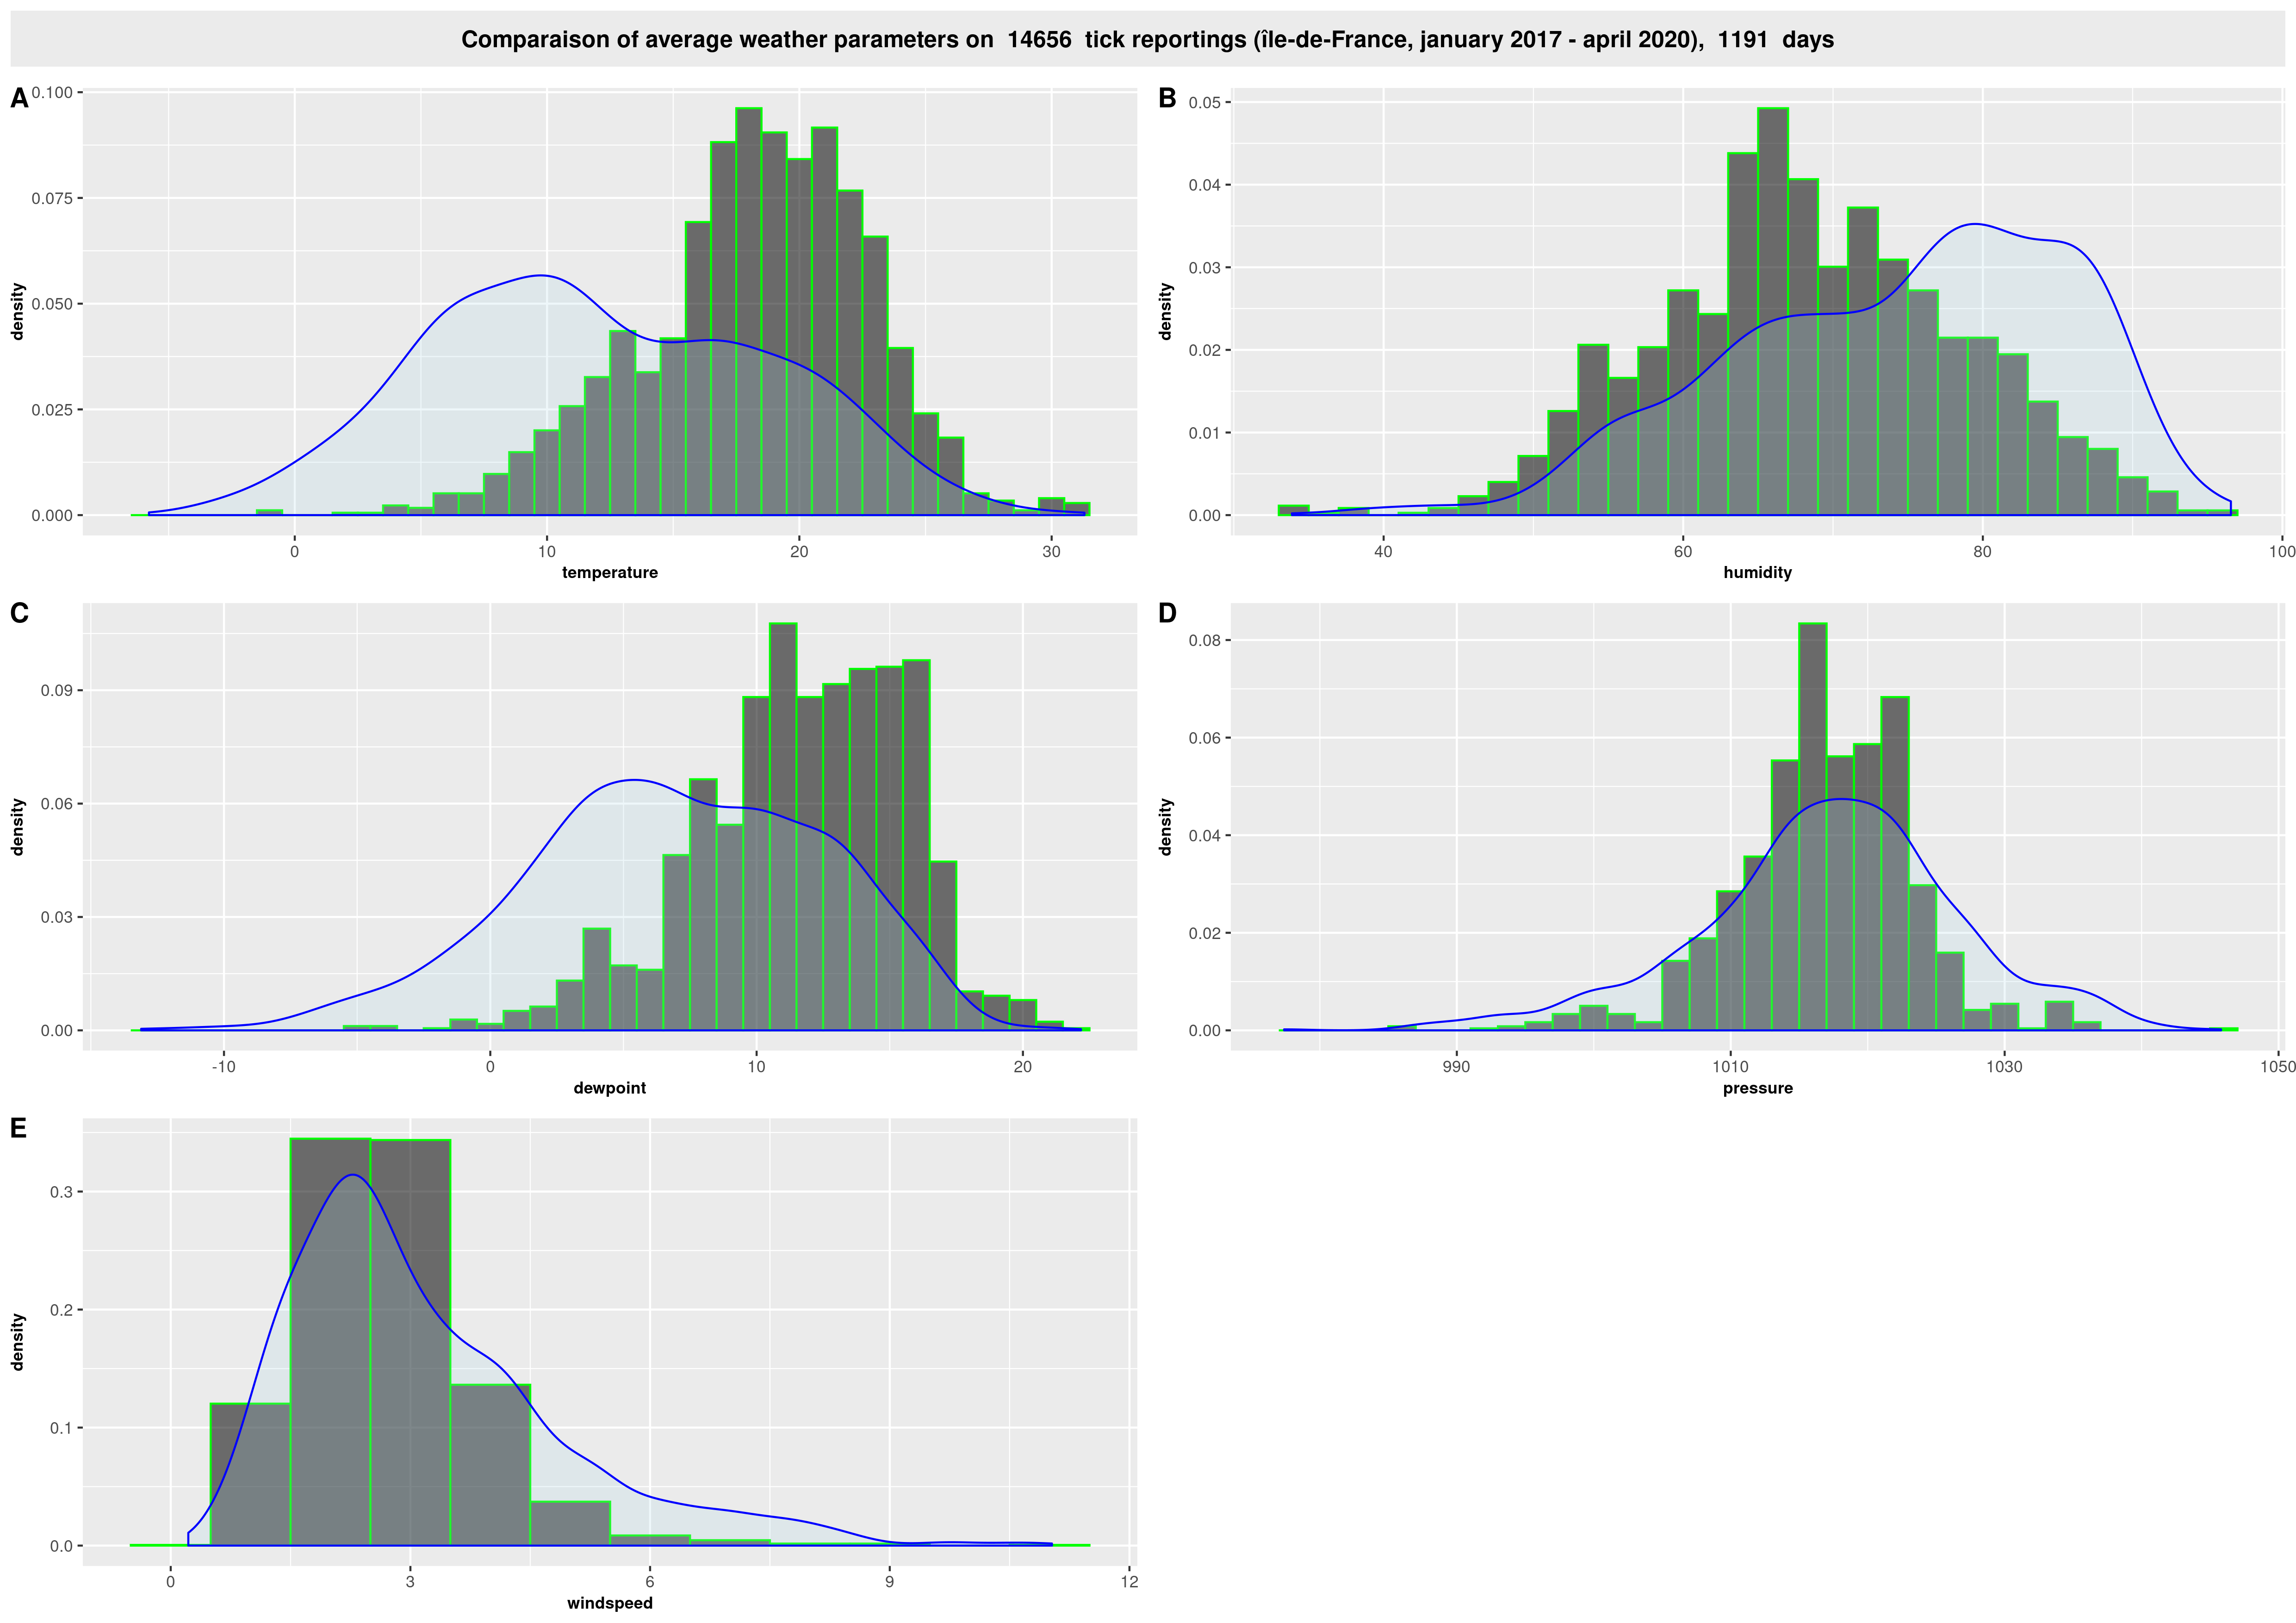 Comparaison of average weather parameters on  14656  tick reportings (île-de-France, january 2017 - april 2020),  1191  days
A
0.100
0.075
0.050
0.025
0.000
density
0 10 20 30
temperature
B
0.05
0.04
0.03
0.02
0.01
0.00
density
40 60 80 100
humidity
C
0.09
0.06
0.03
0.00
density
-10 0 10 20
dewpoint
D
0.08
0.06
0.04
0.02
0.00
density
990 1010 1030 1050
pressure
E
0.3
0.2
0.1
0.0
density
0 3 6 9 12
windspeed